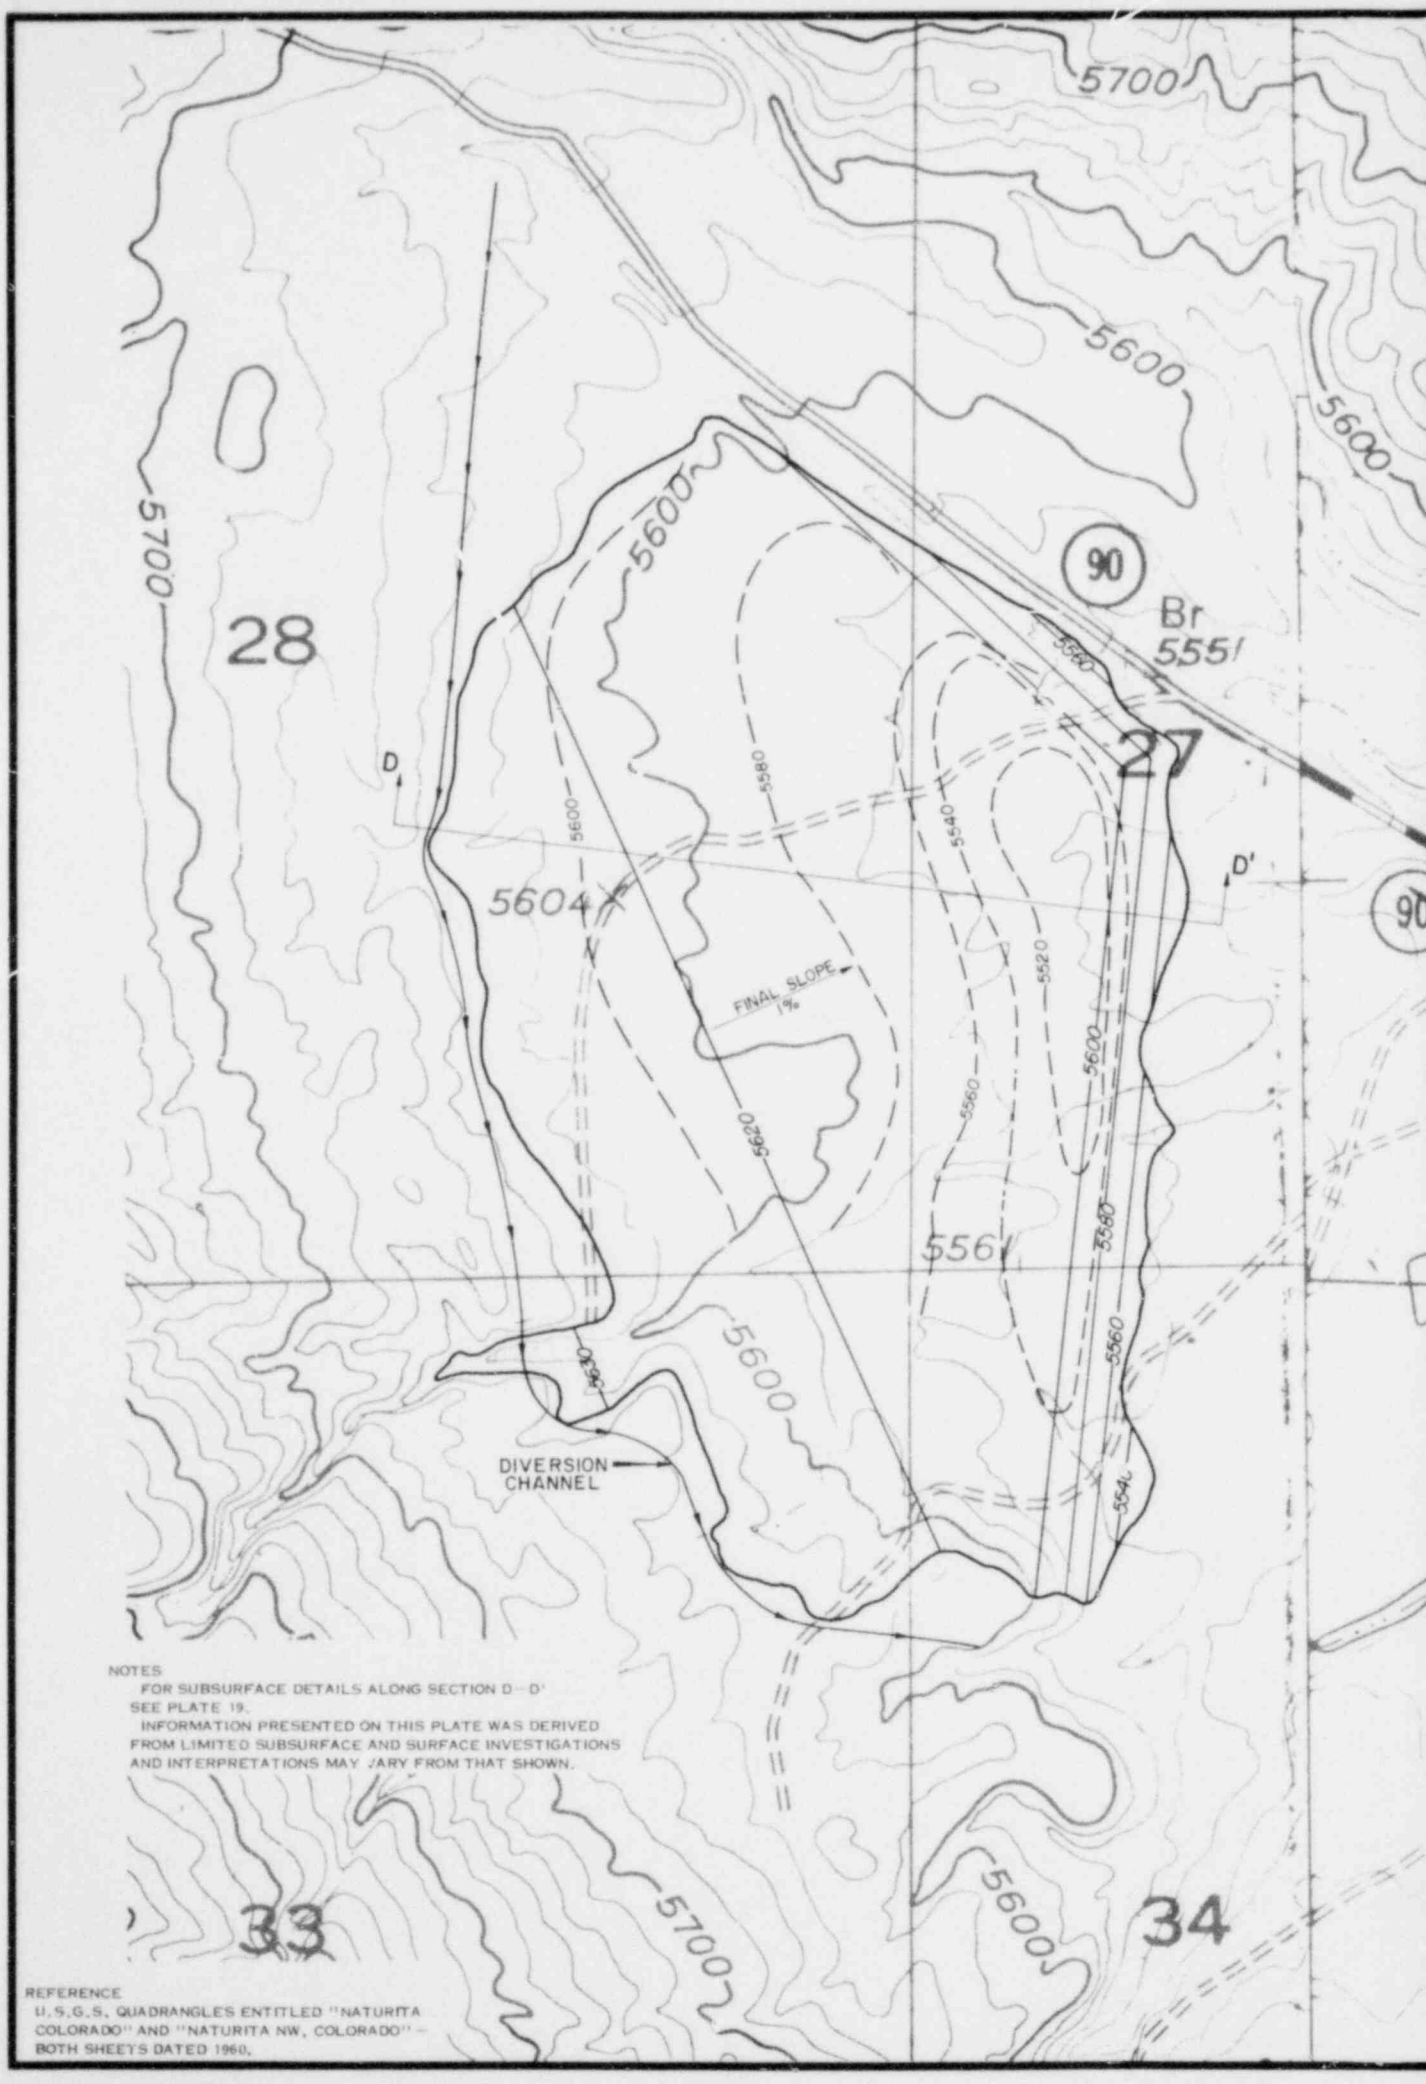 5700
5600
5600
5600
5700
90
Br
5551
28
5560
27
D
5580
5600
5540
D'
5604
90
5520
FINAL SLOPE
1%
5600
5560
5620
5580
556
5600
5560
5630
DIVERSION
CHANNEL
NOTES
FOR SUBSURFACE DETAILS ALONG SECTION D-D'
SEE PLATE 19.
INFORMATION PRESENTED ON THIS PLATE WAS DERIVED
FROM LIMITED SUBSURFACE AND SURFACE INVESTIGATIONS
AND INTERPRETATIONS MAY VARY FROM THAT SHOWN.
33
5700
5600
34
REFERENCE
U.S.G.S. QUADRANGLES ENTITLED "NATURITA
COLORADO" AND "NATURITA NW, COLORADO" -
BOTH SHEETS DATED 1960.